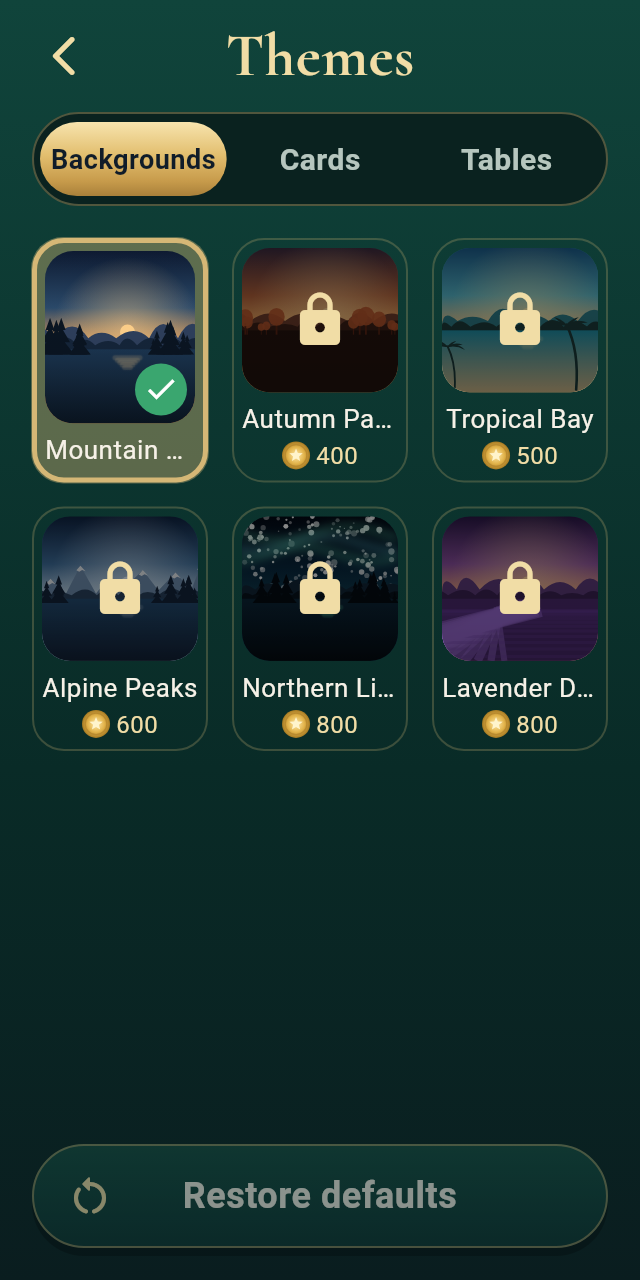 Themes
Backgrounds Cards Tables
Mountain ... Autumn Pa... Tropical Bay
400 500
Alpine Peaks Northern Li... Lavender D...
600 800 800
Restore defaults